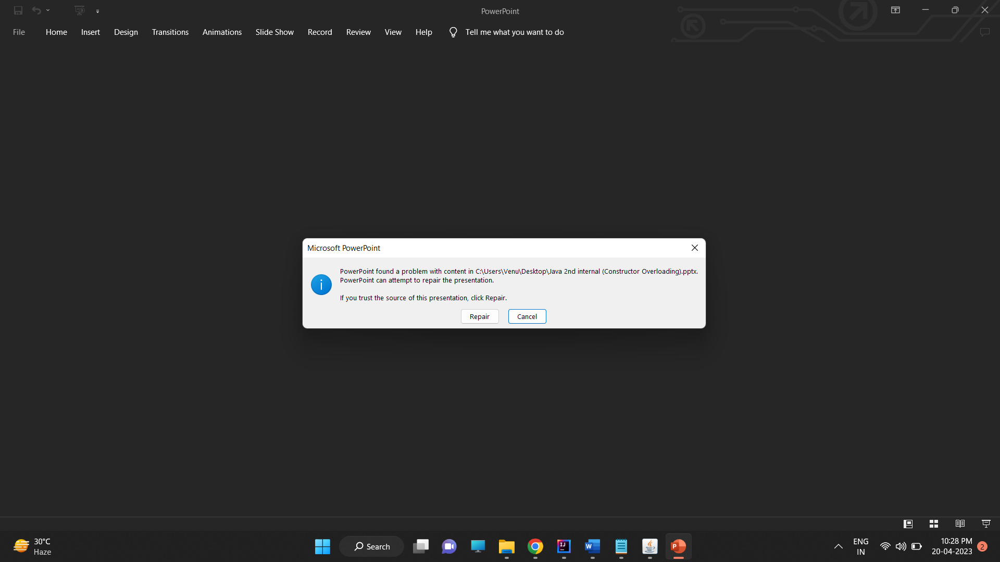 PowerPoint
File Home Insert Design Transitions Animations Slide Show Record Review View Help Tell me what you want to do
Microsoft PowerPoint
PowerPoint found a problem with content in C:\Users\Venu\Desktop\Java 2nd internal (Constructor Overloading).pptx.
PowerPoint can attempt to repair the presentation.
If you trust the source of this presentation, click Repair.
Repair Cancel
30°C
Haze
Search
IJ
W
P
ENG
IN
10:28 PM
20-04-2023
2